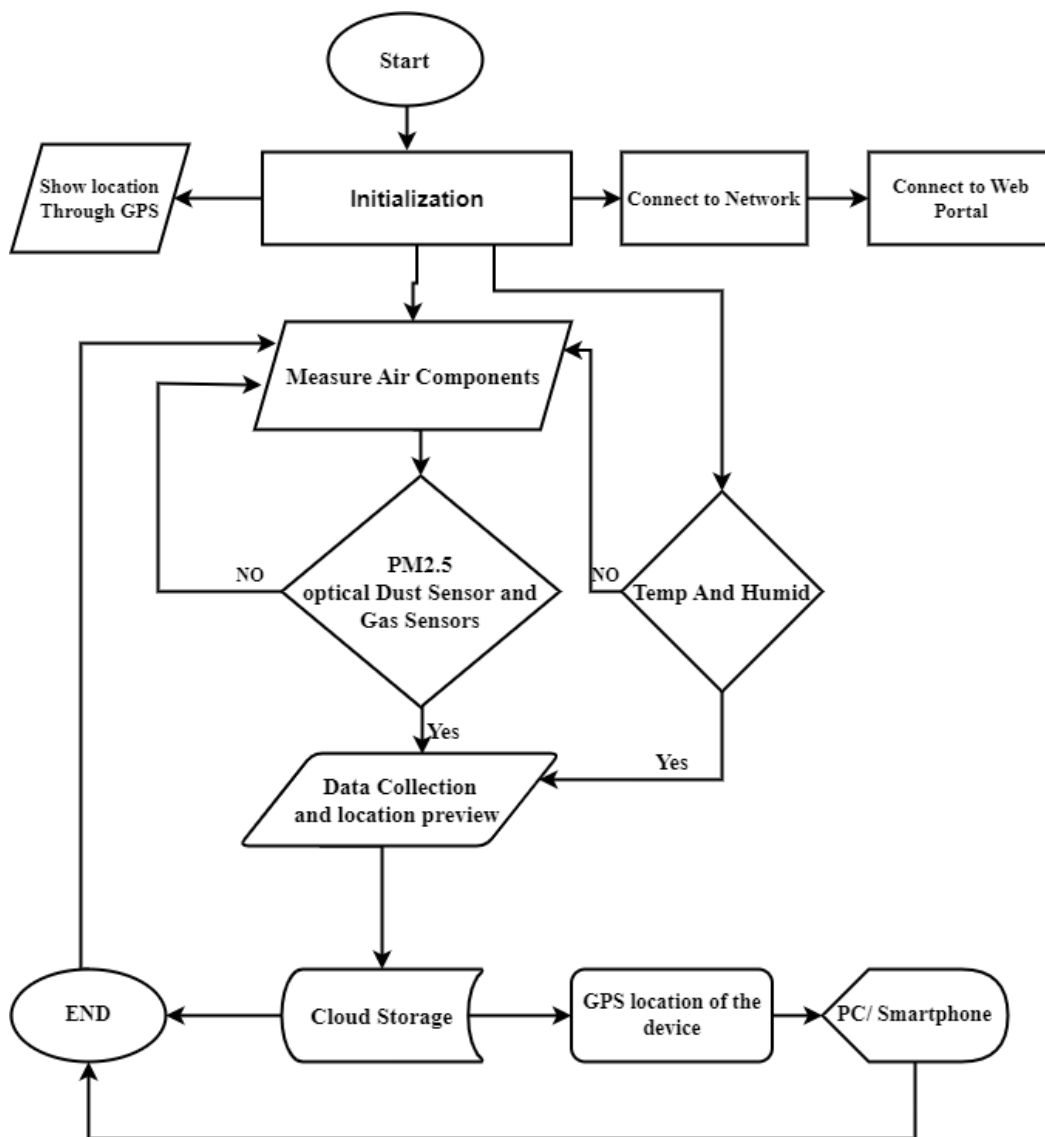 Start
Show location
Through GPS
Initialization
Connect to Network
Connect to Web
Portal
Measure Air Components
PM2.5
optical Dust Sensor and
Gas Sensors
NO
NO
Temp And Humid
Yes
Yes
Data Collection
and location preview
END
Cloud Storage
GPS location of the
device
PC/ Smartphone